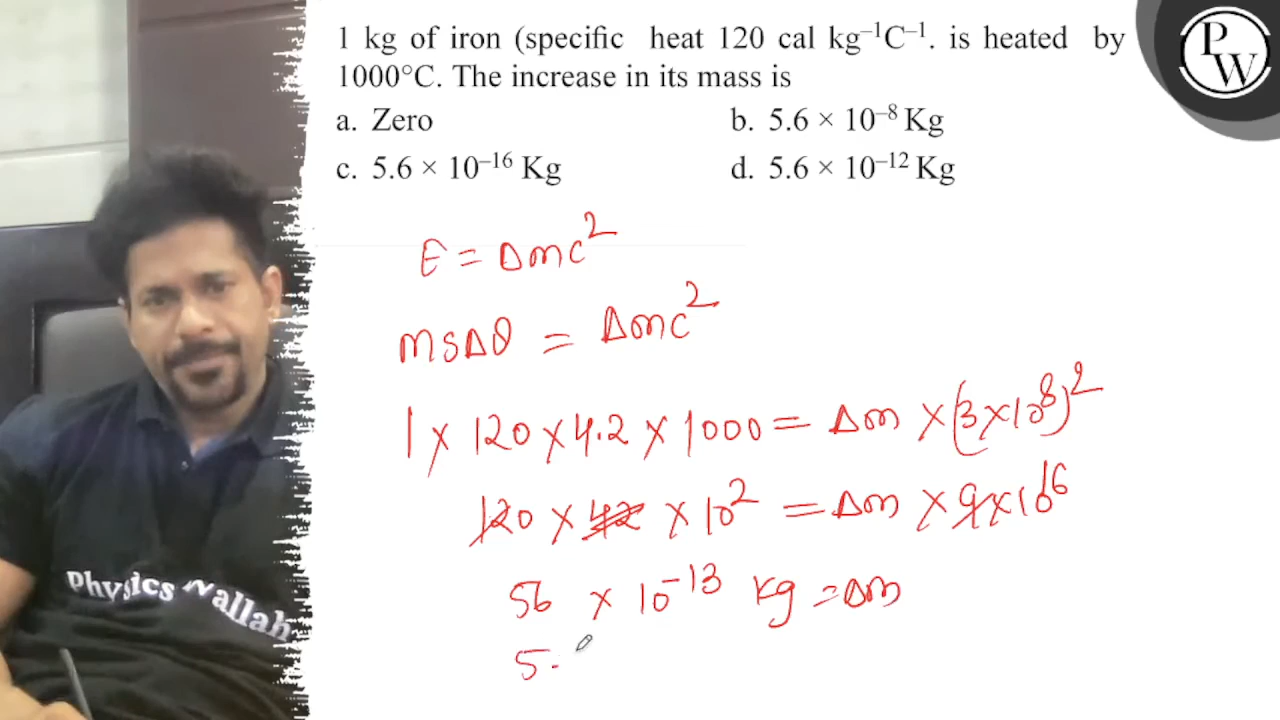 1 kg of iron (specific heat 120 cal kg⁻¹C⁻¹. is heated by
1000°C. The increase in its mass is
a. Zero
b. 5.6 × 10⁻⁸ Kg
c. 5.6 × 10⁻¹⁶ Kg
d. 5.6 × 10⁻¹² Kg
PW
E = Δmc²
msΔθ = Δmc²
1 × 120 × 4.2 × 1000 = Δm × (3×10⁸)²
120 × 42 × 10² = Δm × 9×10¹⁶
56 × 10⁻¹³ kg = Δm
5.
Physics Wallah